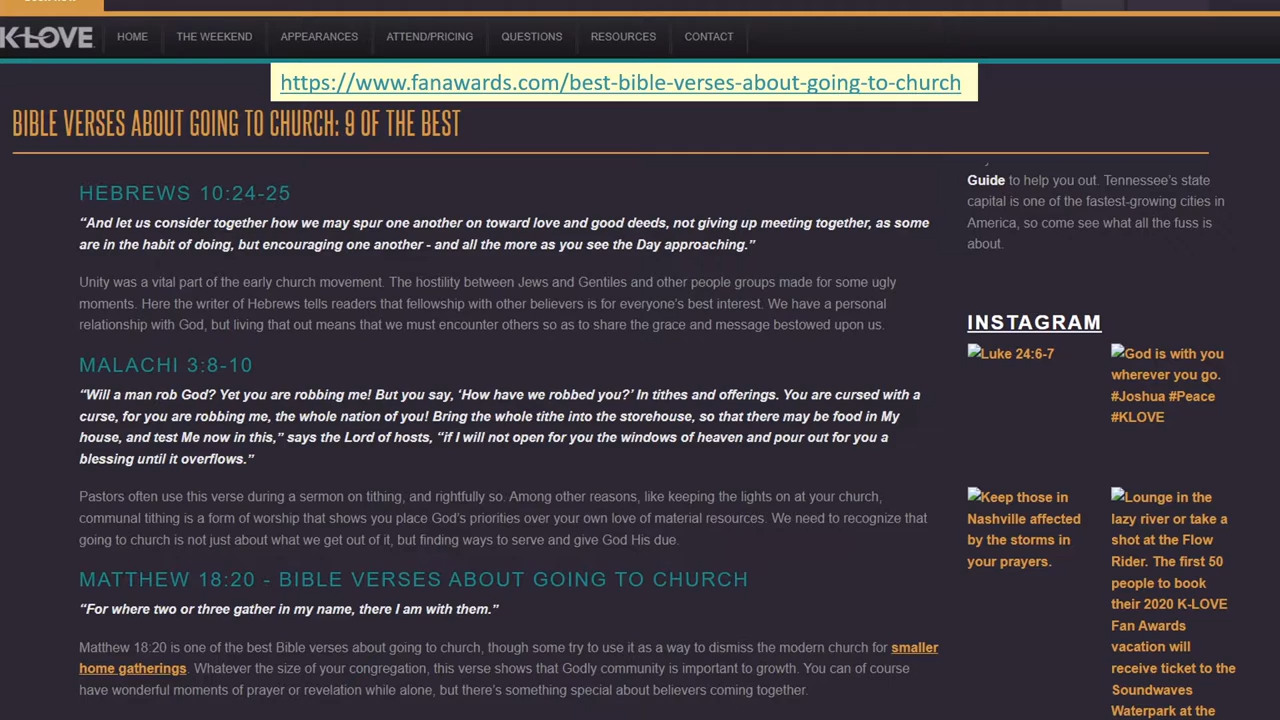 K-LOVE
HOME THE WEEKEND APPEARANCES ATTEND/PRICING QUESTIONS RESOURCES CONTACT
https://www.fanawards.com/best-bible-verses-about-going-to-church
BIBLE VERSES ABOUT GOING TO CHURCH: 9 OF THE BEST
HEBREWS 10:24-25
“And let us consider together how we may spur one another on toward love and good deeds, not giving up meeting together, as some
are in the habit of doing, but encouraging one another - and all the more as you see the Day approaching.”
Unity was a vital part of the early church movement. The hostility between Jews and Gentiles and other people groups made for some ugly
moments. Here the writer of Hebrews tells readers that fellowship with other believers is for everyone’s best interest. We have a personal
relationship with God, but living that out means that we must encounter others so as to share the grace and message bestowed upon us.
MALACHI 3:8-10
“Will a man rob God? Yet you are robbing me! But you say, ‘How have we robbed you?’ In tithes and offerings. You are cursed with a
curse, for you are robbing me, the whole nation of you! Bring the whole tithe into the storehouse, so that there may be food in My
house, and test Me now in this,” says the Lord of hosts, “if I will not open for you the windows of heaven and pour out for you a
blessing until it overflows.”
Pastors often use this verse during a sermon on tithing, and rightfully so. Among other reasons, like keeping the lights on at your church,
communal tithing is a form of worship that shows you place God’s priorities over your own love of material resources. We need to recognize that
going to church is not just about what we get out of it, but finding ways to serve and give God His due.
MATTHEW 18:20 - BIBLE VERSES ABOUT GOING TO CHURCH
“For where two or three gather in my name, there I am with them.”
Matthew 18:20 is one of the best Bible verses about going to church, though some try to use it as a way to dismiss the modern church for smaller
home gatherings. Whatever the size of your congregation, this verse shows that Godly community is important to growth. You can of course
have wonderful moments of prayer or revelation while alone, but there’s something special about believers coming together.
Guide to help you out. Tennessee’s state
capital is one of the fastest-growing cities in
America, so come see what all the fuss is
about.
INSTAGRAM
Luke 24:6-7
God is with you
wherever you go.
#Joshua #Peace
#KLOVE
Keep those in
Nashville affected
by the storms in
your prayers.
Lounge in the
lazy river or take a
shot at the Flow
Rider. The first 50
people to book
their 2020 K-LOVE
Fan Awards
vacation will
receive ticket to the
Soundwaves
Waterpark at the